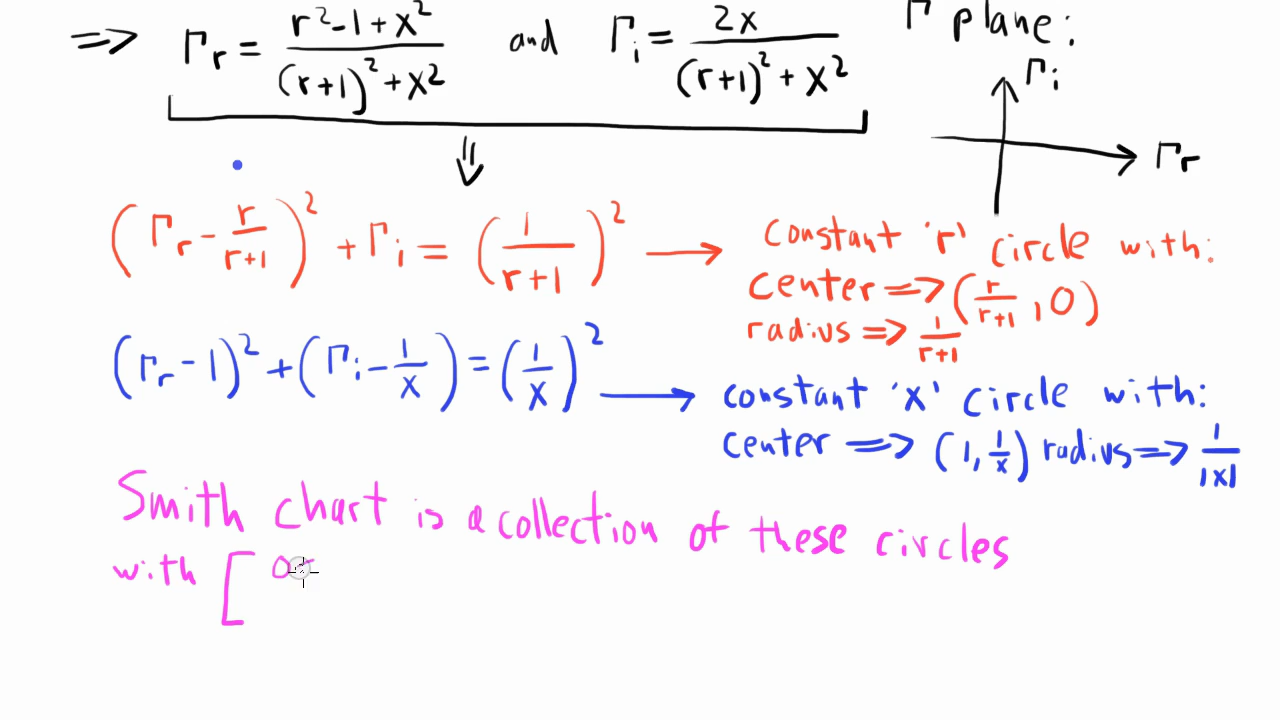 => Γr = (r²-1+x²)/((r+1)²+x²) and Γi = 2x/((r+1)²+x²)
Γ plane:
Γi
Γr
(Γr - r/(r+1))² + Γi = (1/(r+1))² → constant 'r' circle with:
center => (r/(r+1), 0)
radius => 1/(r+1)
(Γr - 1)² + (Γi - 1/x) = (1/x)² → constant 'x' circle with:
center => (1, 1/x) radius => 1/|x|
Smith chart is a collection of these circles
with [ 0